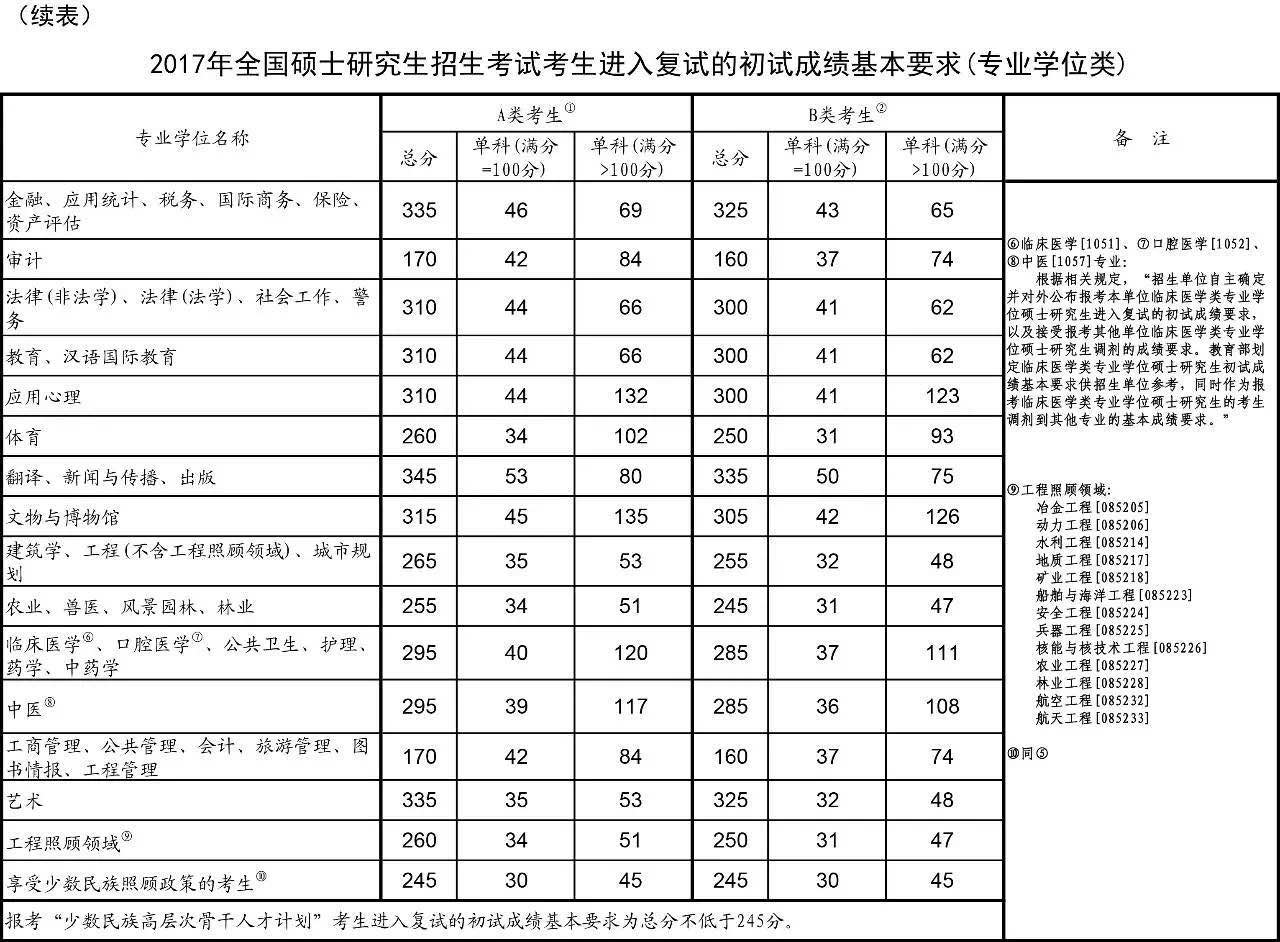 （续表）
2017年全国硕士研究生招生考试考生进入复试的初试成绩基本要求(专业学位类)
专业学位名称 A类考生① B类考生② 备 注
总分 单科(满分=100分) 单科(满分>100分) 总分 单科(满分=100分) 单科(满分>100分)
金融、应用统计、税务、国际商务、保险、
资产评估 335 46 69 325 43 65
审计 170 42 84 160 37 74
法律(非法学)、法律(法学)、社会工作、警
务 310 44 66 300 41 62
教育、汉语国际教育 310 44 66 300 41 62
应用心理 310 44 132 300 41 123
体育 260 34 102 250 31 93
翻译、新闻与传播、出版 345 53 80 335 50 75
文物与博物馆 315 45 135 305 42 126
建筑学、工程(不含工程照顾领域)、城市规
划 265 35 53 255 32 48
农业、兽医、风景园林、林业 255 34 51 245 31 47
临床医学⑥、口腔医学⑦、公共卫生、护理、
药学、中药学 295 40 120 285 37 111
中医⑧ 295 39 117 285 36 108
工商管理、公共管理、会计、旅游管理、图
书情报、工程管理 170 42 84 160 37 74
艺术 335 35 53 325 32 48
工程照顾领域⑨ 260 34 51 250 31 47
享受少数民族照顾政策的考生⑩ 245 30 45 245 30 45
报考“少数民族高层次骨干人才计划”考生进入复试的初试成绩基本要求为总分不低于245分。
⑥临床医学[1051]、⑦口腔医学[1052]、
⑧中医[1057]专业:
根据相关规定，“招生单位自主确定
并对外公布报考本单位临床医学类专业学
位硕士研究生进入复试的初试成绩要求，
以及接受报考其他单位临床医学类专业学
位硕士研究生调剂的成绩要求。教育部划
定临床医学类专业学位硕士研究生初试成
绩基本要求供招生单位参考，同时作为报
考临床医学类专业学位硕士研究生的考生
调剂到其他专业的基本成绩要求。”
⑨工程照顾领域:
冶金工程[085205]
动力工程[085206]
水利工程[085214]
地质工程[085217]
矿业工程[085218]
船舶与海洋工程[085223]
安全工程[085224]
兵器工程[085225]
核能与核技术工程[085226]
农业工程[085227]
林业工程[085228]
航空工程[085232]
航天工程[085233]
⑩同⑤